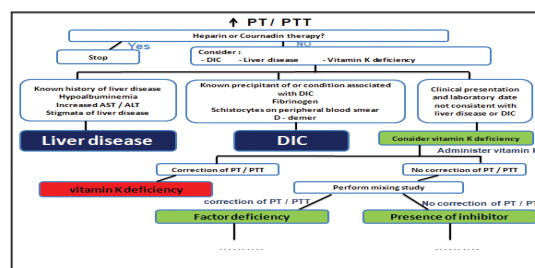 ↑ PT / PTT
Heparin or Cournadin therapy?
Yes
NO
Stop
Consider :
- DIC - Liver disease - Vitamin K deficiency
Known history of liver disease
Hypoalbuminemia
Increased AST / ALT
Stigmata of liver disease
Known precipitant of or condition associated
with DIC
Fibrinogen
Schistocytes on peripheral blood smear
D - demer
Clinical presentation
and laboratory date
not consistent with
liver disease or DIC
Liver disease
DIC
Consider vitamin K deficiency
Administer vitamin K
Correction of PT / PTT
No correction of PT / PTT
vitamin K deficiency
Perform mixing study
correction of PT / PTT
No correction of PT / PT
Factor deficiency
Presence of inhibitor
..........
..........